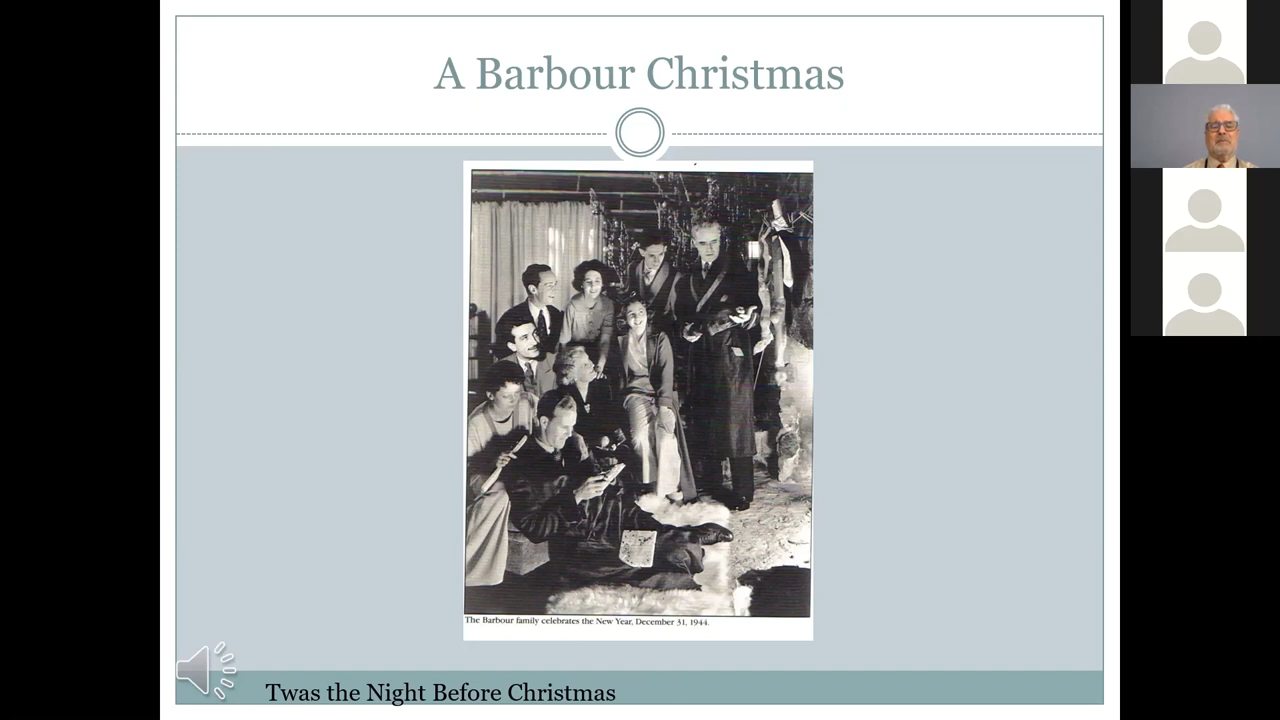 A Barbour Christmas
The Barbour family celebrates the New Year, December 31, 1944.
Twas the Night Before Christmas